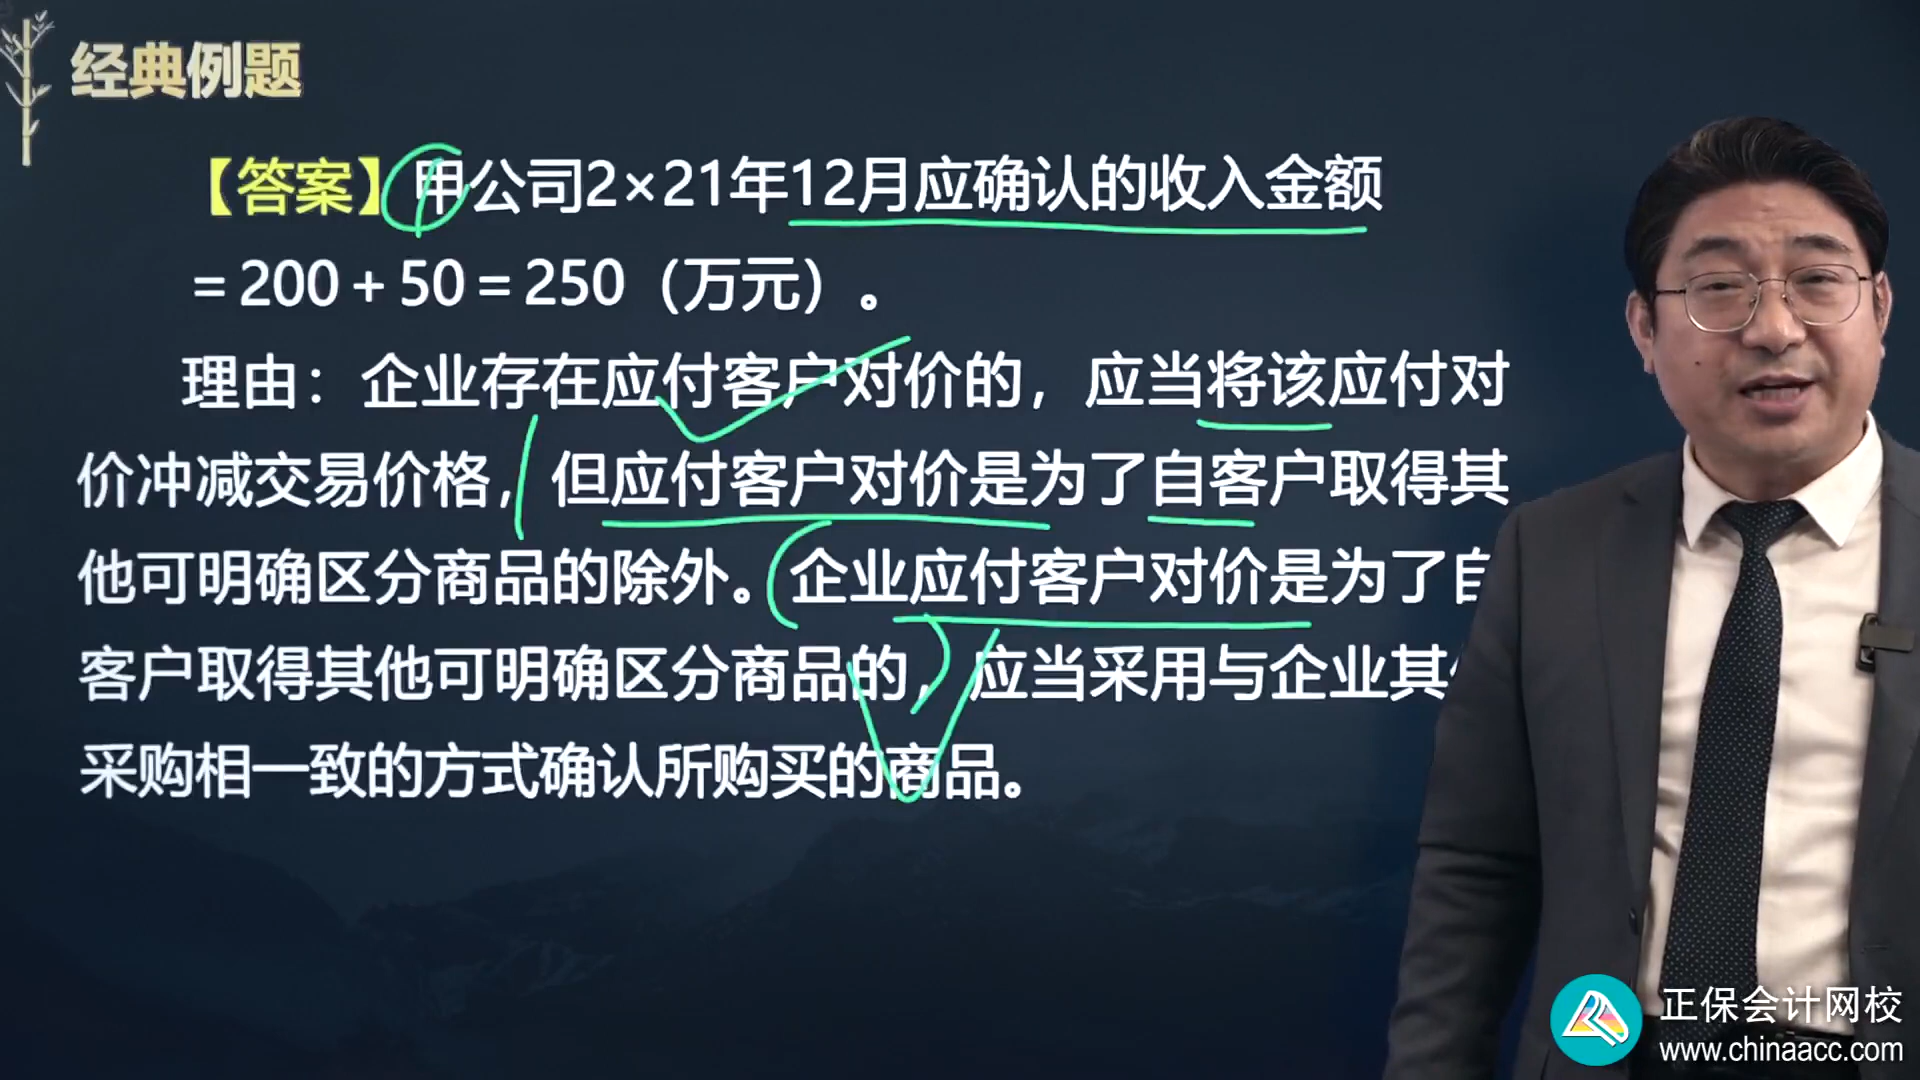 经典例题
【答案】甲公司2×21年12月应确认的收入金额
＝200＋50＝250（万元）。
理由：企业存在应付客户对价的，应当将该应付对
价冲减交易价格，但应付客户对价是为了自客户取得其
他可明确区分商品的除外。企业应付客户对价是为了自
客户取得其他可明确区分商品的，应当采用与企业其
采购相一致的方式确认所购买的商品。
正保会计网校
www.chinaacc.com